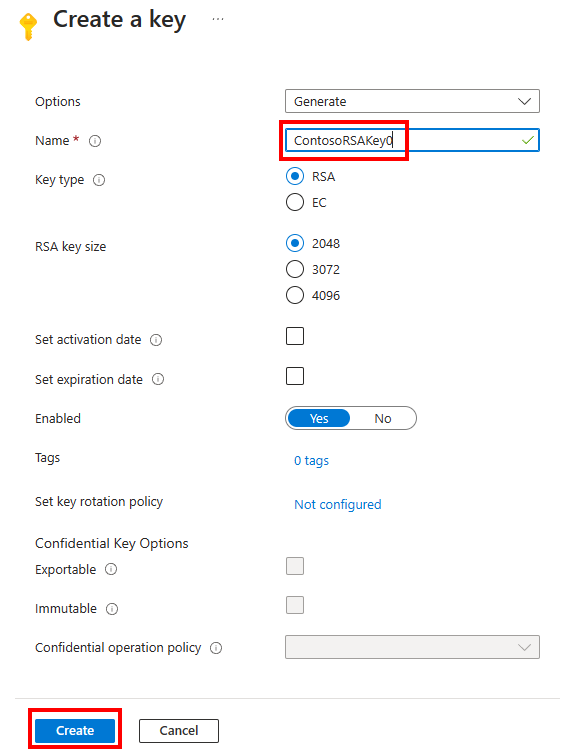 Create a key ...
Options Generate
Name * ContosoRSAKey0
Key type RSA
EC
RSA key size 2048
3072
4096
Set activation date
Set expiration date
Enabled Yes No
Tags 0 tags
Set key rotation policy Not configured
Confidential Key Options
Exportable
Immutable
Confidential operation policy
Create Cancel